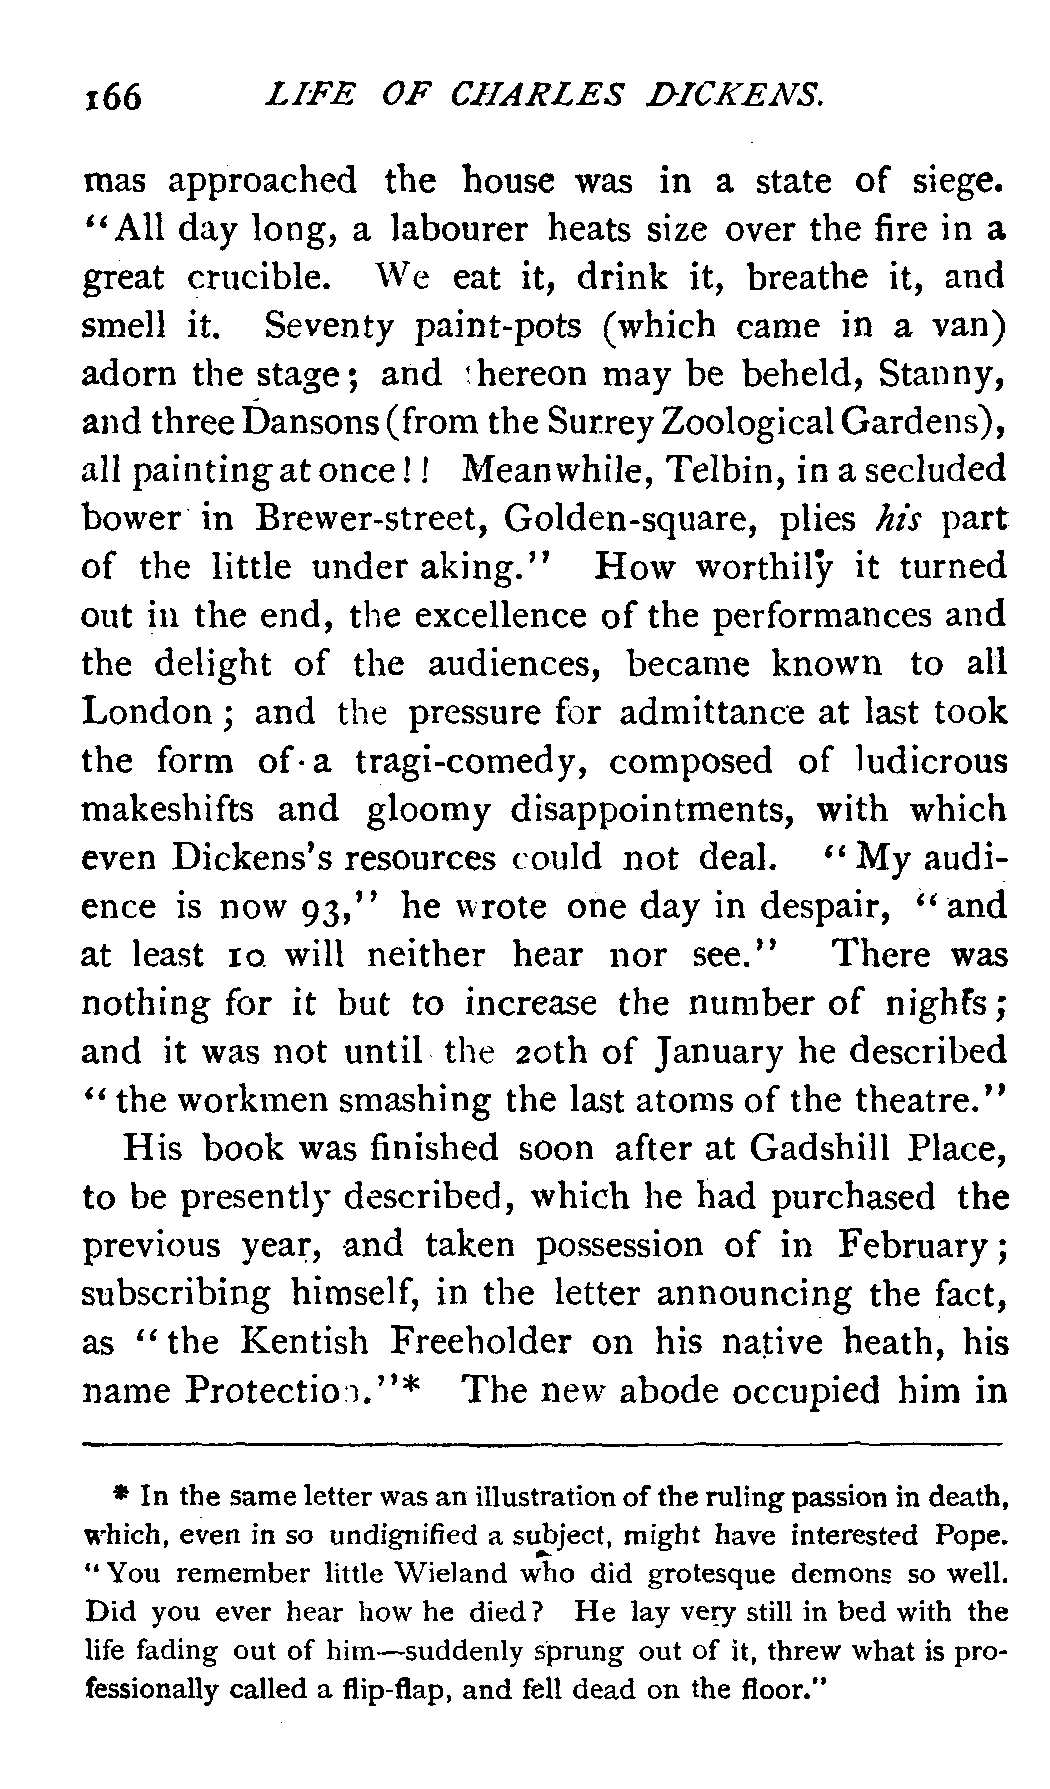 166 LIFE OF CHARLES DICKENS.
mas approached the house was in a state of siege.
"All day long, a labourer heats size over the fire in a
great crucible. We eat it, drink it, breathe it, and
smell it. Seventy paint-pots (which came in a van)
adorn the stage; and thereon may be beheld, Stanny,
and three Dansons (from the Surrey Zoological Gardens),
all painting at once!! Meanwhile, Telbin, in a secluded
bower in Brewer-street, Golden-square, plies his part
of the little under aking." How worthily it turned
out in the end, the excellence of the performances and
the delight of the audiences, became known to all
London; and the pressure for admittance at last took
the form of a tragi-comedy, composed of ludicrous
makeshifts and gloomy disappointments, with which
even Dickens's resources could not deal. "My audi-
ence is now 93," he wrote one day in despair, "and
at least 10 will neither hear nor see." There was
nothing for it but to increase the number of nights;
and it was not until the 20th of January he described
"the workmen smashing the last atoms of the theatre."
His book was finished soon after at Gadshill Place,
to be presently described, which he had purchased the
previous year, and taken possession of in February;
subscribing himself, in the letter announcing the fact,
as "the Kentish Freeholder on his native heath, his
name Protection."* The new abode occupied him in
* In the same letter was an illustration of the ruling passion in death,
which, even in so undignified a subject, might have interested Pope.
"You remember little Wieland who did grotesque demons so well.
Did you ever hear how he died? He lay very still in bed with the
life fading out of him—suddenly sprung out of it, threw what is pro-
fessionally called a flip-flap, and fell dead on the floor."